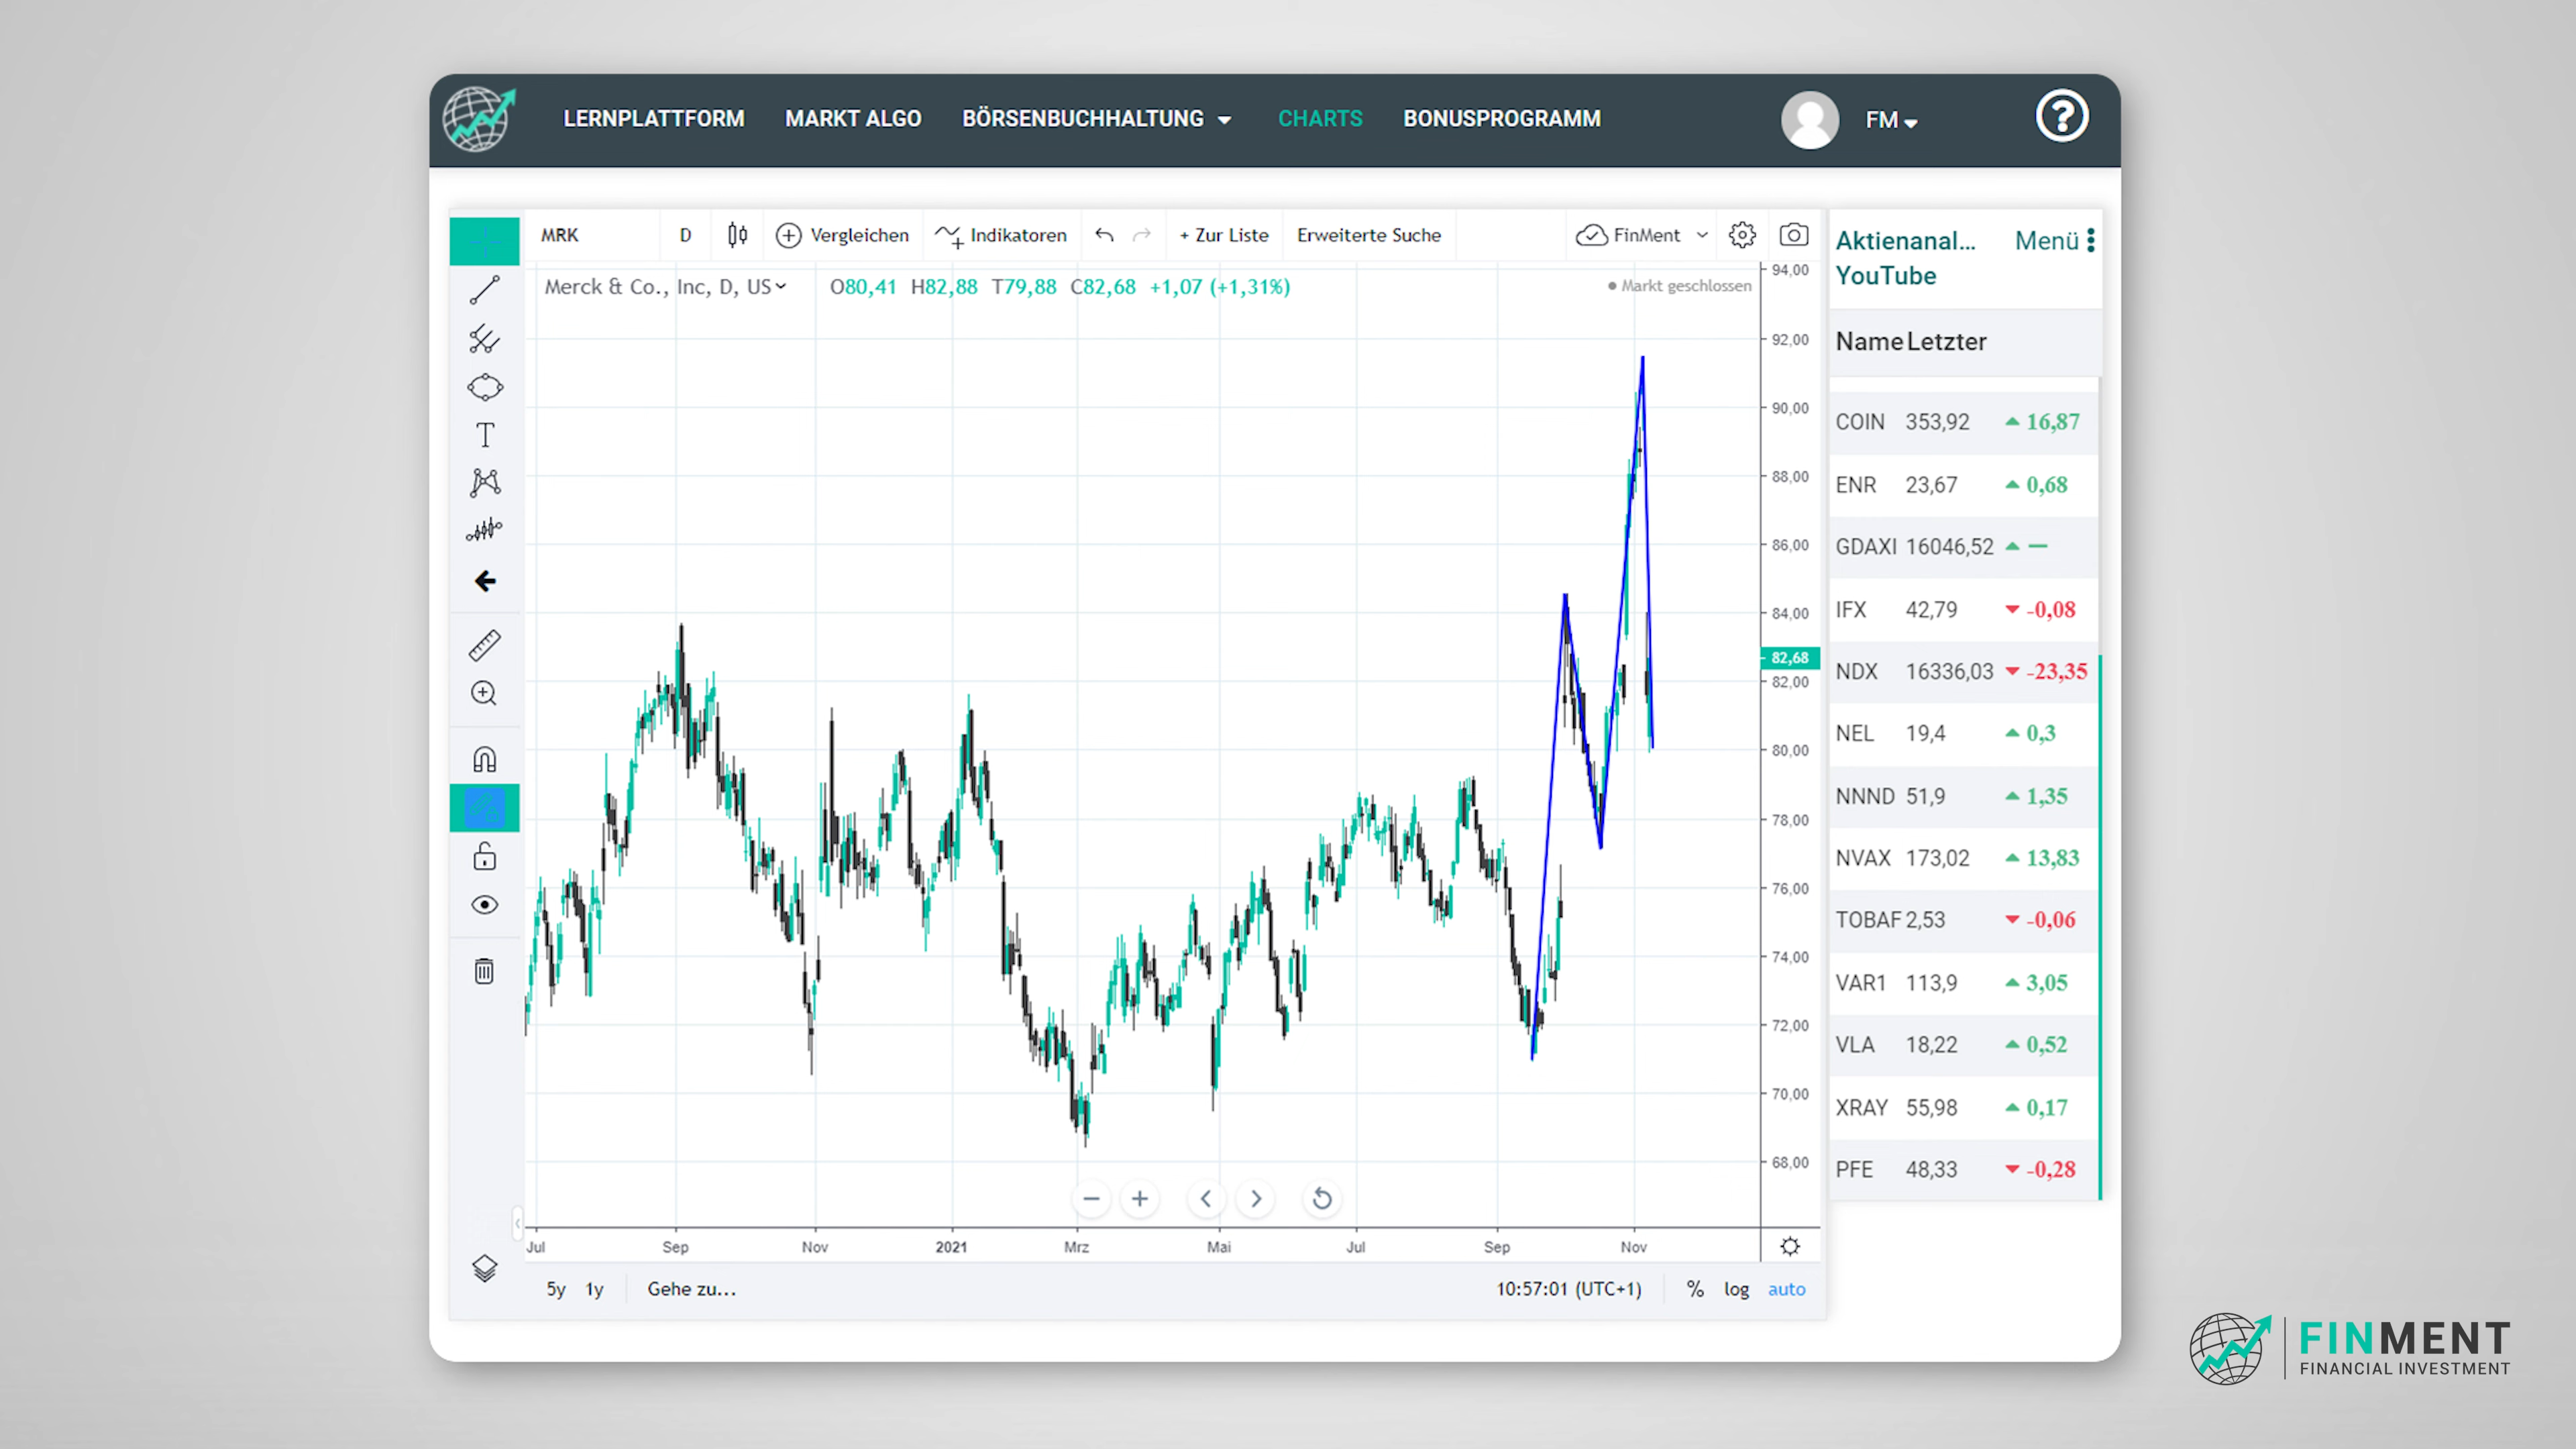 LERNPLATTFORM MARKT ALGO BÖRSENBUCHHALTUNG CHARTS BONUSPROGRAMM FM ?
MRK D Vergleichen Indikatoren + Zur Liste Erweiterte Suche FinMent
Merck & Co., Inc, D, US O80,41 H82,88 T79,88 C82,68 +1,07 (+1,31%) Markt geschlossen
94,00
92,00
90,00
88,00
86,00
84,00
82,68
82,00
80,00
78,00
76,00
74,00
72,00
70,00
68,00
Jul Sep Nov 2021 Mrz Mai Jul Sep Nov
5y 1y Gehe zu... 10:57:01 (UTC+1) % log auto
Aktienanal... Menü
YouTube
Name Letzter
COIN 353,92 16,87
ENR 23,67 0,68
GDAXI 16046,52 —
IFX 42,79 -0,08
NDX 16336,03 -23,35
NEL 19,4 0,3
NNND 51,9 1,35
NVAX 173,02 13,83
TOBAF 2,53 -0,06
VAR1 113,9 3,05
VLA 18,22 0,52
XRAY 55,98 0,17
PFE 48,33 -0,28
FINMENT
FINANCIAL INVESTMENT